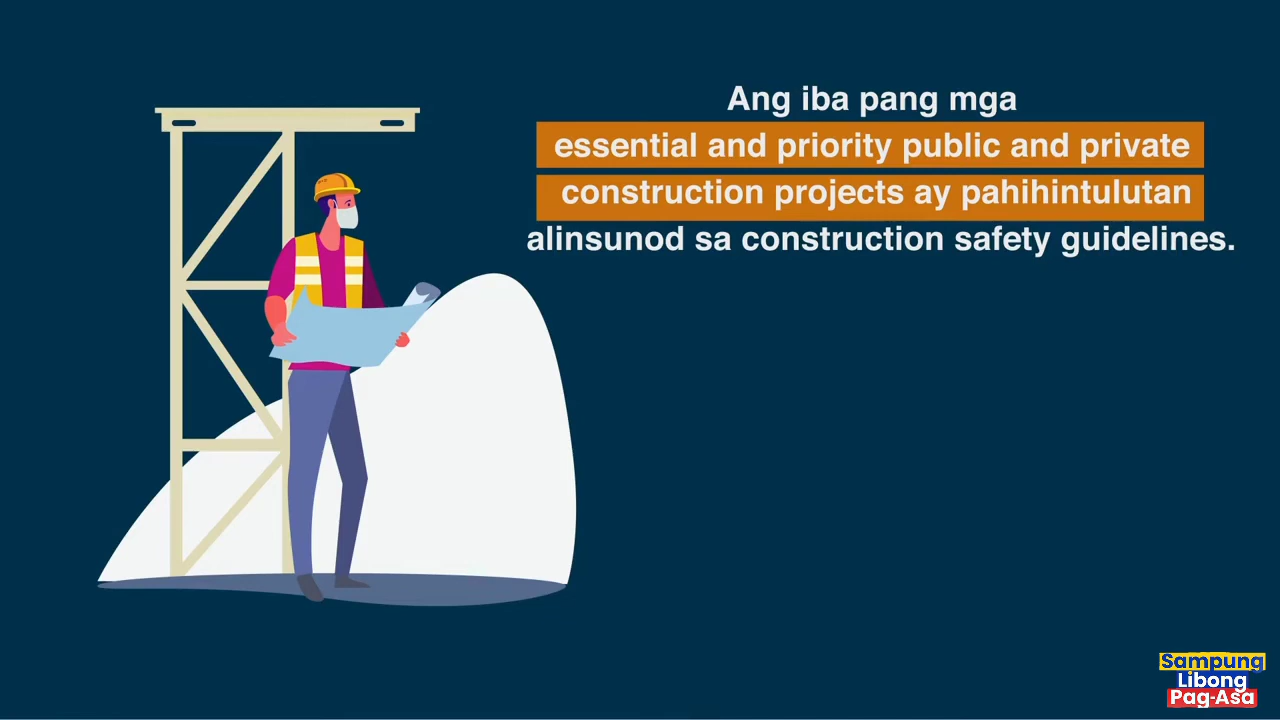 Ang iba pang mga
essential and priority public and private
construction projects ay pahihintulutan
alinsunod sa construction safety guidelines.
Sampung
Libong
Pag-Asa